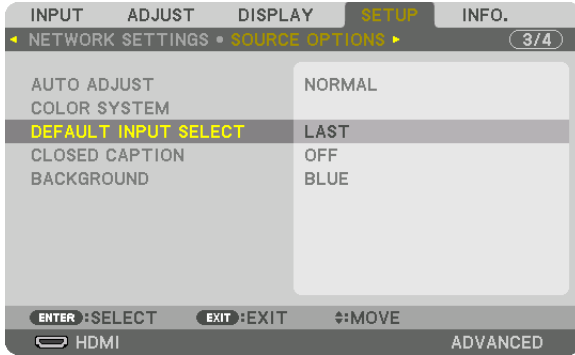 INPUT ADJUST DISPLAY SETUP INFO.
NETWORK SETTINGS • SOURCE OPTIONS 3/4
AUTO ADJUST NORMAL
COLOR SYSTEM
DEFAULT INPUT SELECT LAST
CLOSED CAPTION OFF
BACKGROUND BLUE
ENTER :SELECT EXIT :EXIT :MOVE
HDMI ADVANCED